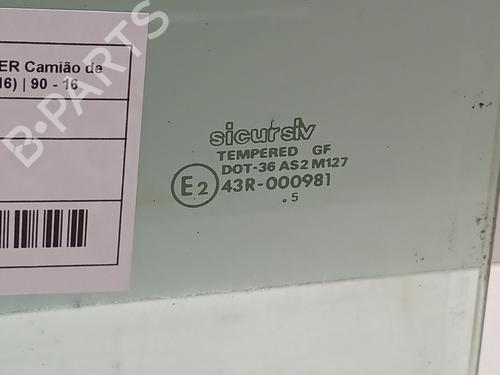 ER Camião de
16) | 90 - 16
B-PARTS
sicursiv
TEMPERED GF
DOT-36 AS2 M127
E2 43R-000981
.5